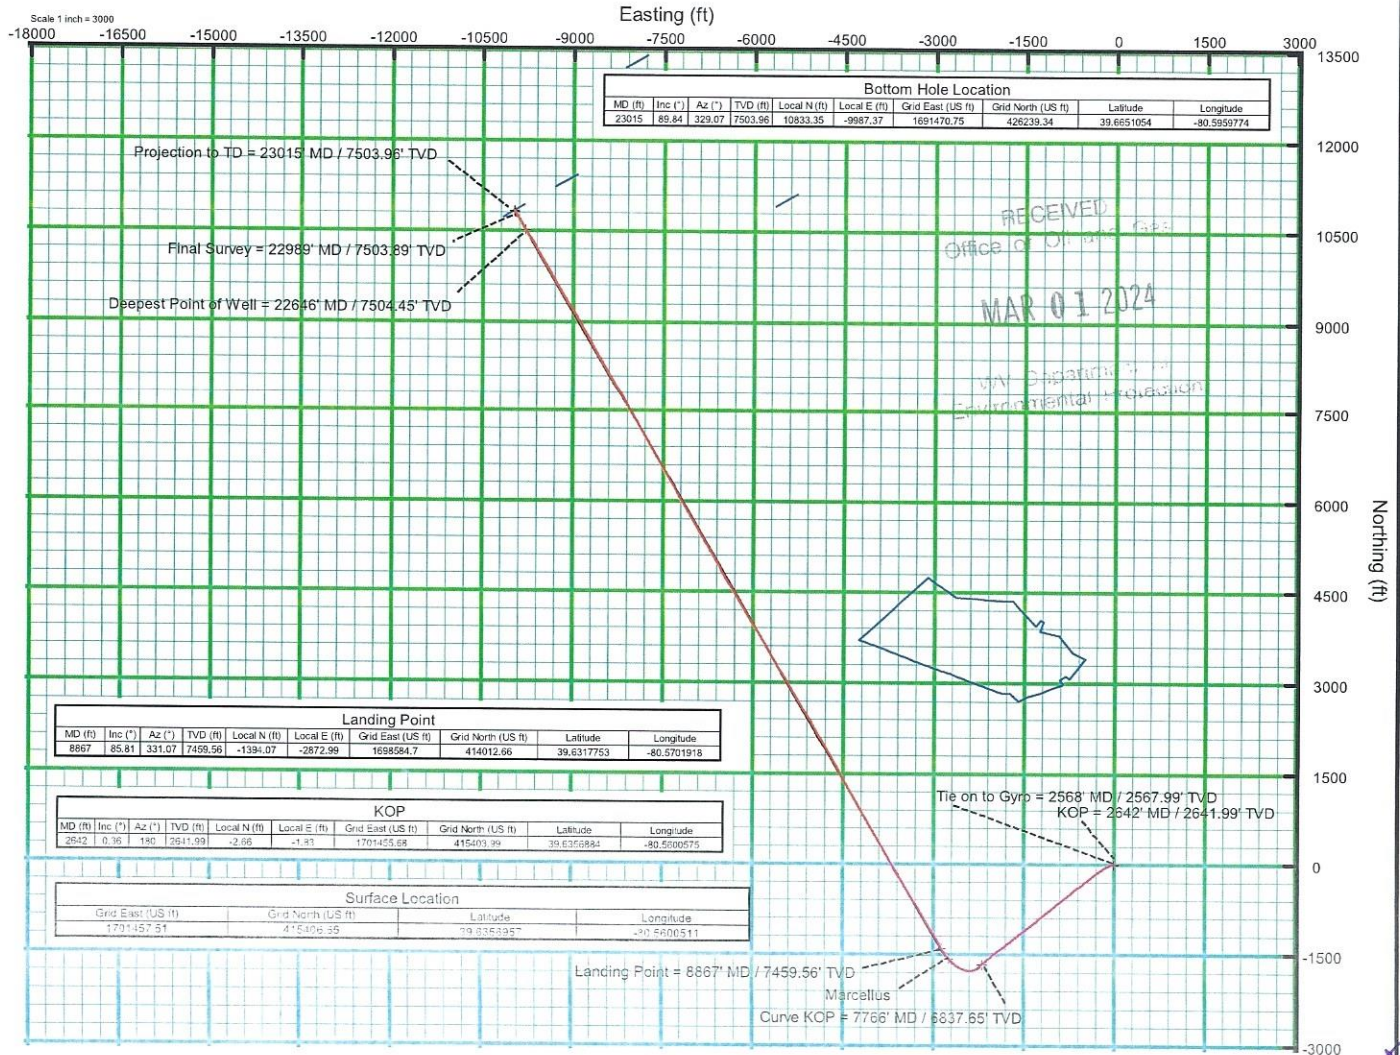 Scale 1 inch = 3000
Easting (ft)
-18000 -16500 -15000 -13500 -12000 -10500 -9000 -7500 -6000 -4500 -3000 -1500 0 1500 3000
13500
Bottom Hole Location
MD (ft) Inc (°) Az (°) TVD (ft) Local N (ft) Local E (ft) Grid East (US ft) Grid North (US ft) Latitude Longitude
23015 89.84 329.07 7503.96 10833.35 -9987.37 1691470.75 426239.34 39.6651054 -80.5959774
12000
Projection to TD = 23015' MD / 7503.96' TVD
RECEIVED
Office of Oil and Gas
10500
Final Survey = 22989' MD / 7503.89' TVD
Deepest Point of Well = 22646' MD / 7504.45' TVD
MAR 01 2024
9000
WV Department of
Environmental Protection
7500
6000
Northing (ft)
4500
3000
Landing Point
MD (ft) Inc (°) Az (°) TVD (ft) Local N (ft) Local E (ft) Grid East (US ft) Grid North (US ft) Latitude Longitude
8867 85.81 331.07 7459.56 -1394.07 -2872.99 1698584.7 414012.66 39.6317753 -80.5701918
1500
Tie on to Gyro = 2568' MD / 2567.99' TVD
KOP = 2642' MD / 2641.99' TVD
KOP
MD (ft) Inc (°) Az (°) TVD (ft) Local N (ft) Local E (ft) Grid East (US ft) Grid North (US ft) Latitude Longitude
2642 0.36 180 2641.99 -2.66 -1.83 1701455.68 415403.99 39.6356884 -80.5600575
0
Surface Location
Grid East (US ft) Grid North (US ft) Latitude Longitude
1701457.51 -80.5600511
-1500
Landing Point = 8867' MD / 7459.56' TVD
Marcellus
Curve KOP = 7766' MD / 6837.65' TVD
-3000